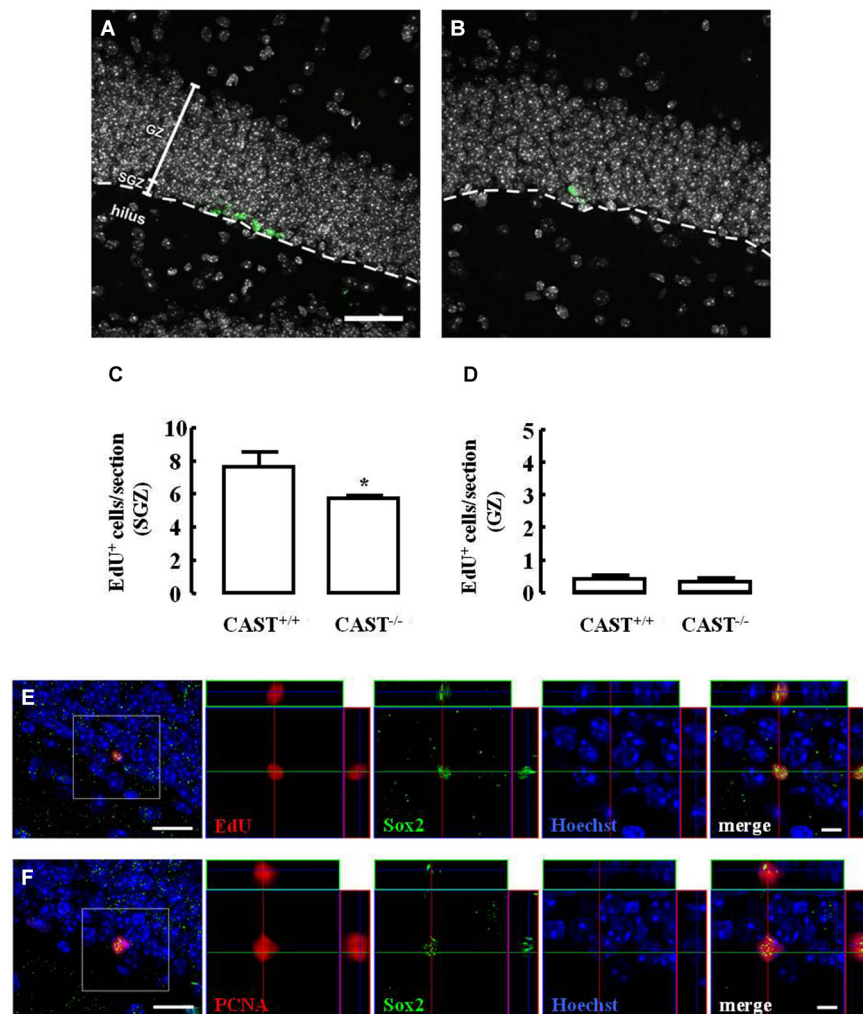 A
B
GZ
SGZ
hilus
C
D
EdU⁺ cells/section
(SGZ)
10
8
6
4
2
0
*
CAST⁺/⁺
CAST⁻/⁻
EdU⁺ cells/section
(GZ)
5
4
3
2
1
0
CAST⁺/⁺
CAST⁻/⁻
E
EdU
Sox2
Hoechst
merge
F
PCNA
Sox2
Hoechst
merge